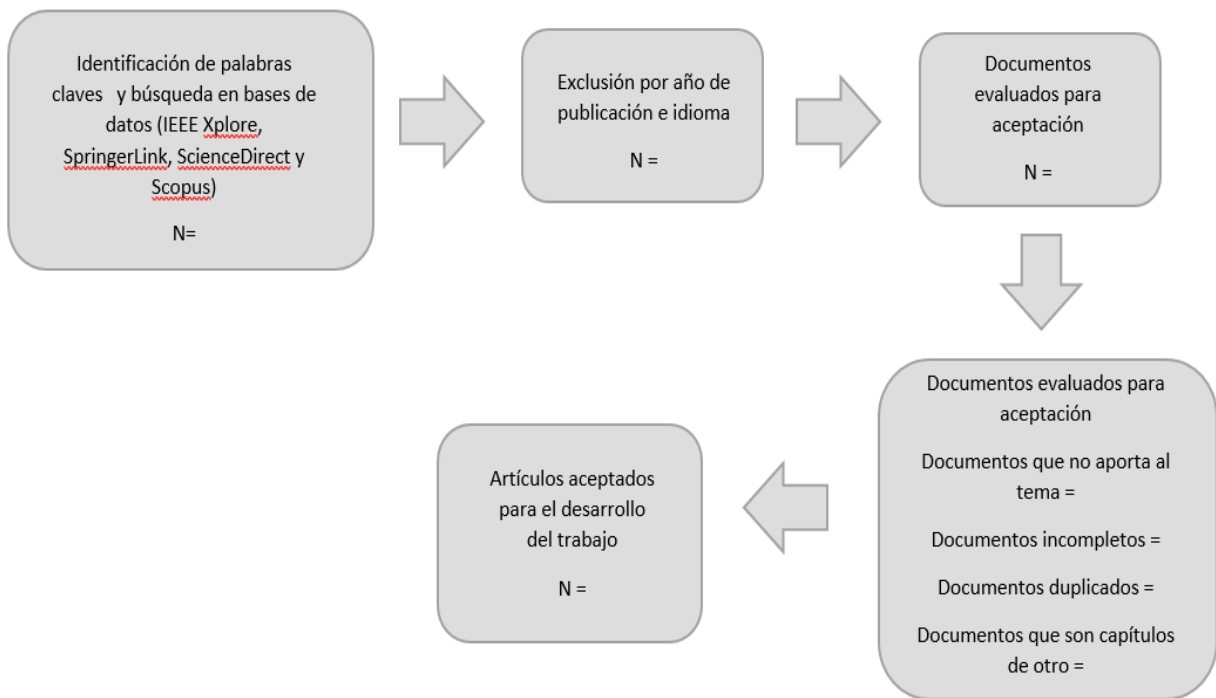 Identificación de palabras
claves y búsqueda en bases de
datos (IEEE Xplore,
SpringerLink, ScienceDirect y
Scopus)
N=
Exclusión por año de
publicación e idioma
N =
Documentos
evaluados para
aceptación
N =
Documentos evaluados para
aceptación
Documentos que no aporta al
tema =
Documentos incompletos =
Documentos duplicados =
Documentos que son capítulos
de otro =
Artículos aceptados
para el desarrollo
del trabajo
N =